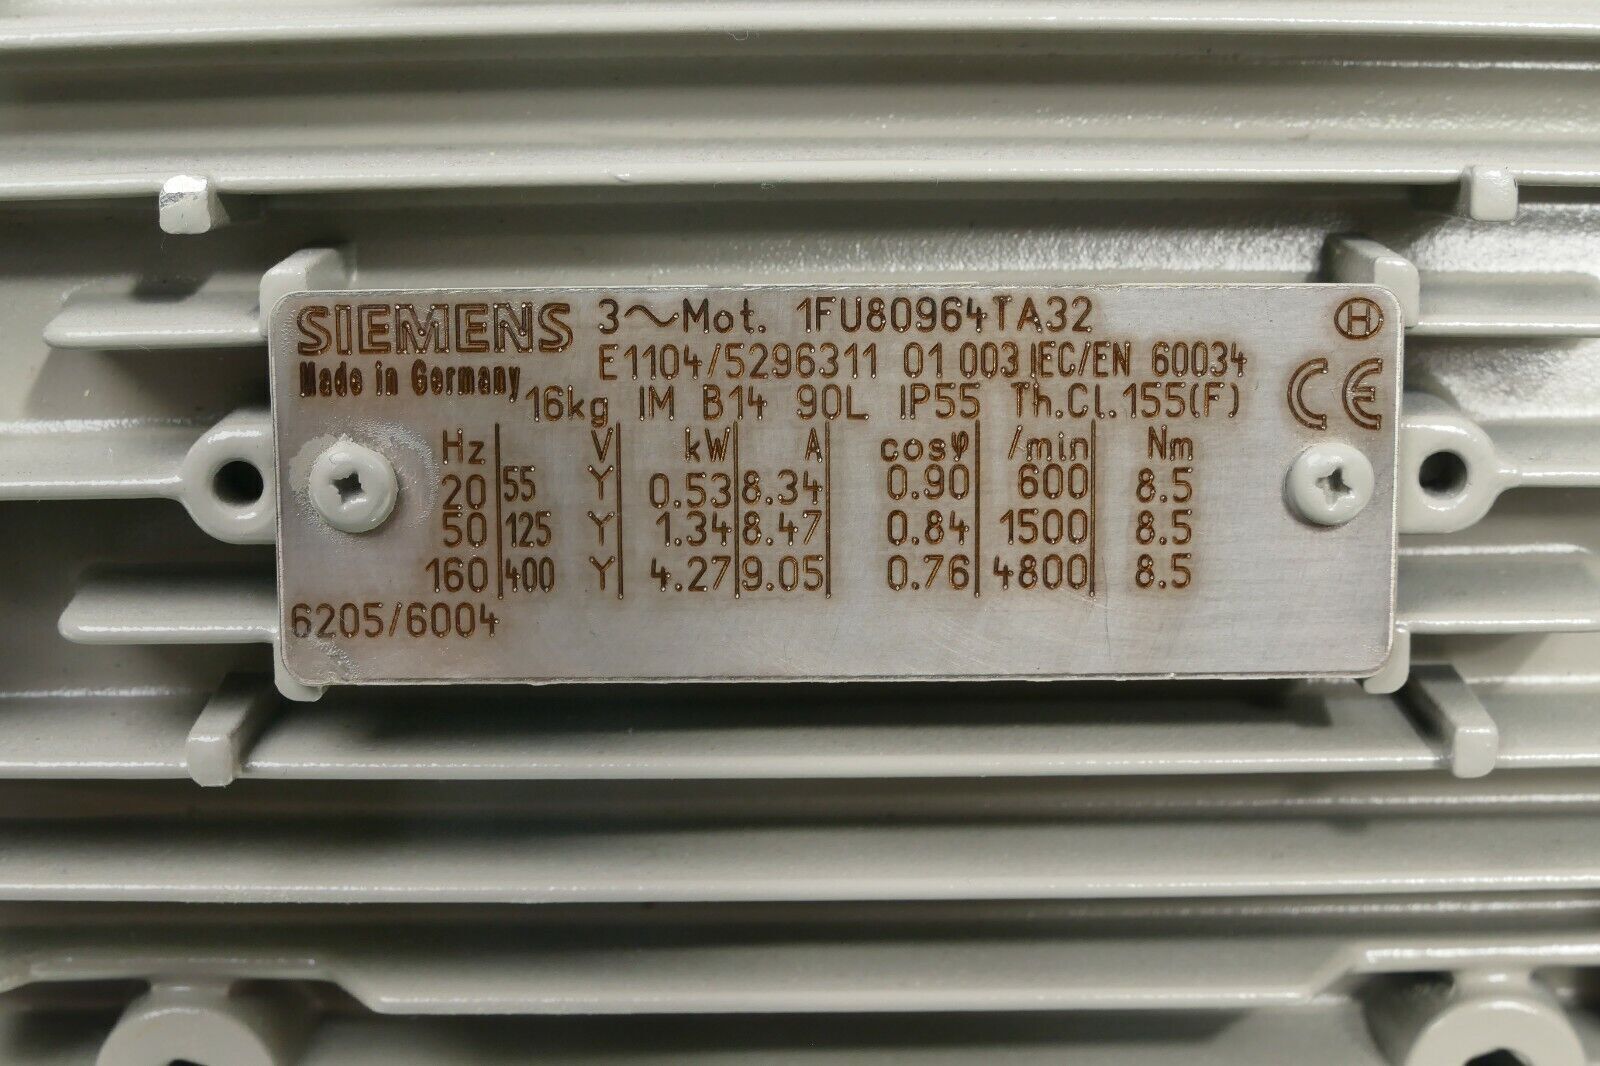 SIEMENS 3~Mot. 1FU80964TA32 H
Made in Germany E1104/5296311 01 003 IEC/EN 60034 CE
16kg IM B14 90L IP55 Th.Cl.155(F)
Hz V kW A cosφ /min Nm
20 55 Y 0.53 8.34 0.90 600 8.5
50 125 Y 1.34 8.47 0.84 1500 8.5
160 400 Y 4.27 9.05 0.76 4800 8.5
6205/6004